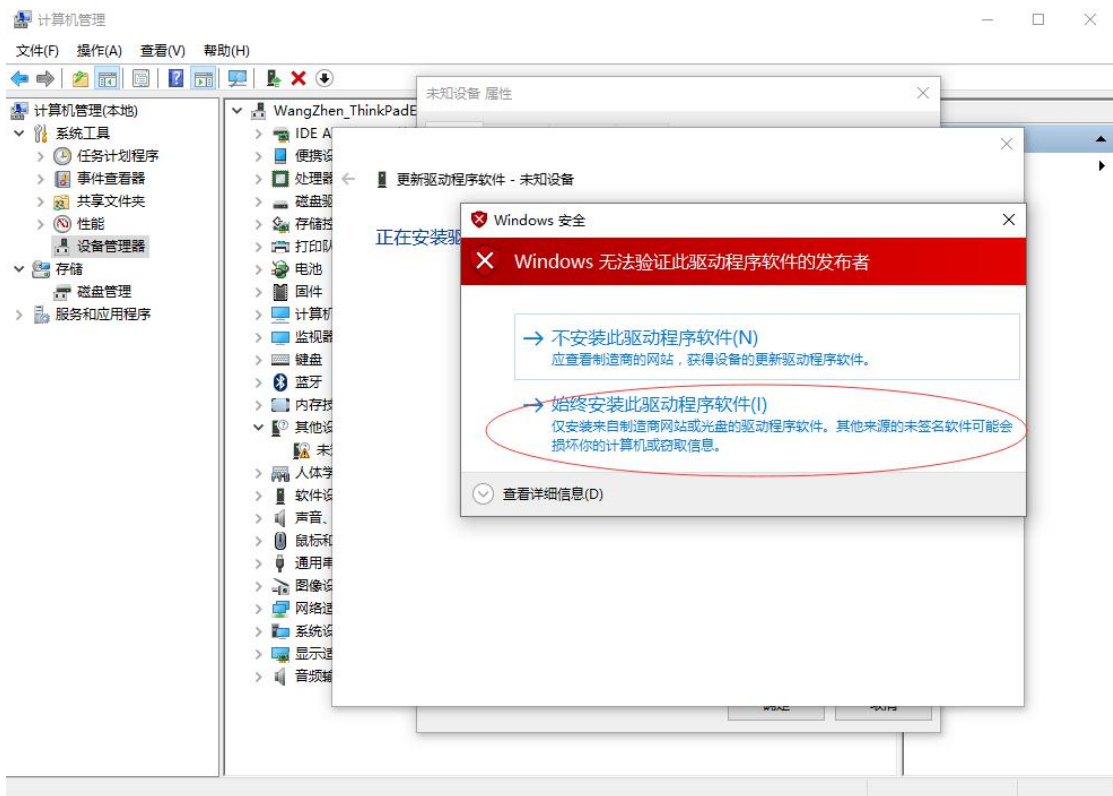 计算机管理
文件(F) 操作(A) 查看(V) 帮助(H)
计算机管理(本地)
系统工具
任务计划程序
事件查看器
共享文件夹
性能
设备管理器
存储
磁盘管理
服务和应用程序
WangZhen_ThinkPadE
IDE A
便携设
处理器
磁盘驱
存储控
打印队
电池
固件
计算机
监视器
键盘
蓝牙
内存技
其他设
未
人体学
软件设
声音、
鼠标和
通用串
图像设
网络适
系统设
显示适
音频输
未知设备 属性
更新驱动程序软件 - 未知设备
正在安装驱
Windows 安全
Windows 无法验证此驱动程序软件的发布者
不安装此驱动程序软件(N)
应查看制造商的网站，获得设备的更新驱动程序软件。
始终安装此驱动程序软件(I)
仅安装来自制造商网站或光盘的驱动程序软件。其他来源的未签名软件可能会
损坏你的计算机或窃取信息。
查看详细信息(D)